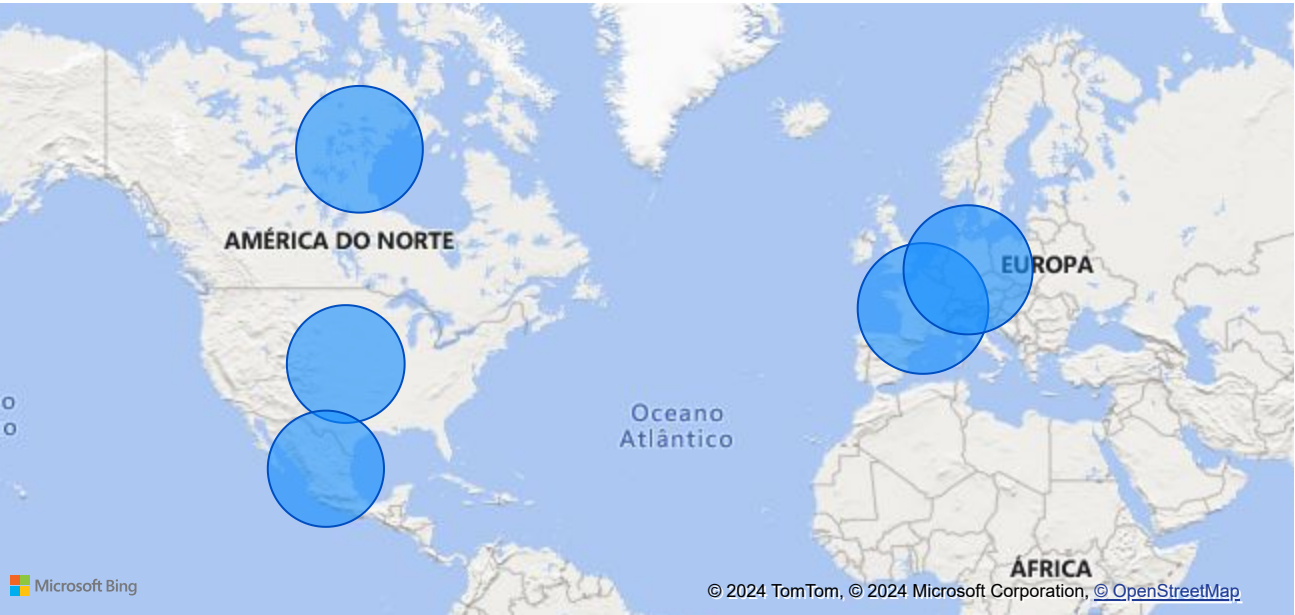 AMÉRICA DO NORTE
EUROPA
o
o
Oceano
Atlântico
ÁFRICA
Microsoft Bing
© 2024 TomTom, © 2024 Microsoft Corporation, © OpenStreetMap